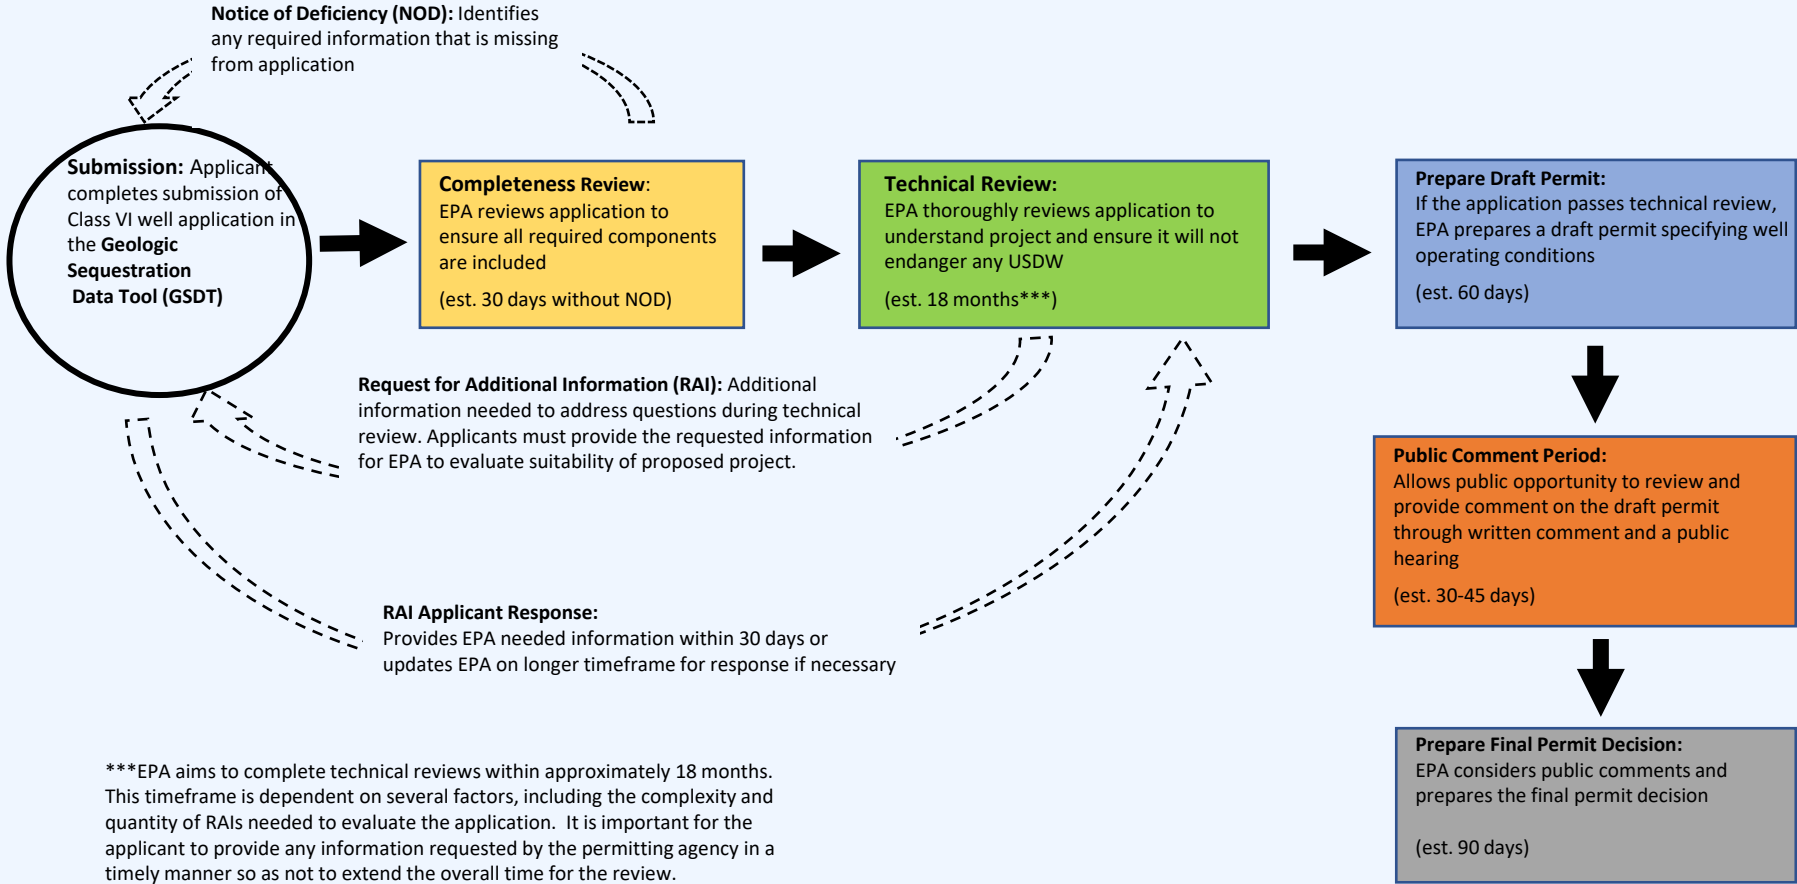 Notice of Deficiency (NOD): Identifies
any required information that is missing
from application
Submission: Applicant
completes submission of
Class VI well application in
the Geologic
Sequestration
Data Tool (GSDT)
Completeness Review:
EPA reviews application to
ensure all required components
are included
(est. 30 days without NOD)
Technical Review:
EPA thoroughly reviews application to
understand project and ensure it will not
endanger any USDW
(est. 18 months***)
Prepare Draft Permit:
If the application passes technical review,
EPA prepares a draft permit specifying well
operating conditions
(est. 60 days)
Request for Additional Information (RAI): Additional
information needed to address questions during technical
review. Applicants must provide the requested information
for EPA to evaluate suitability of proposed project.
Public Comment Period:
Allows public opportunity to review and
provide comment on the draft permit
through written comment and a public
hearing
(est. 30-45 days)
RAI Applicant Response:
Provides EPA needed information within 30 days or
updates EPA on longer timeframe for response if necessary
Prepare Final Permit Decision:
EPA considers public comments and
prepares the final permit decision
(est. 90 days)
***EPA aims to complete technical reviews within approximately 18 months.
This timeframe is dependent on several factors, including the complexity and
quantity of RAIs needed to evaluate the application. It is important for the
applicant to provide any information requested by the permitting agency in a
timely manner so as not to extend the overall time for the review.